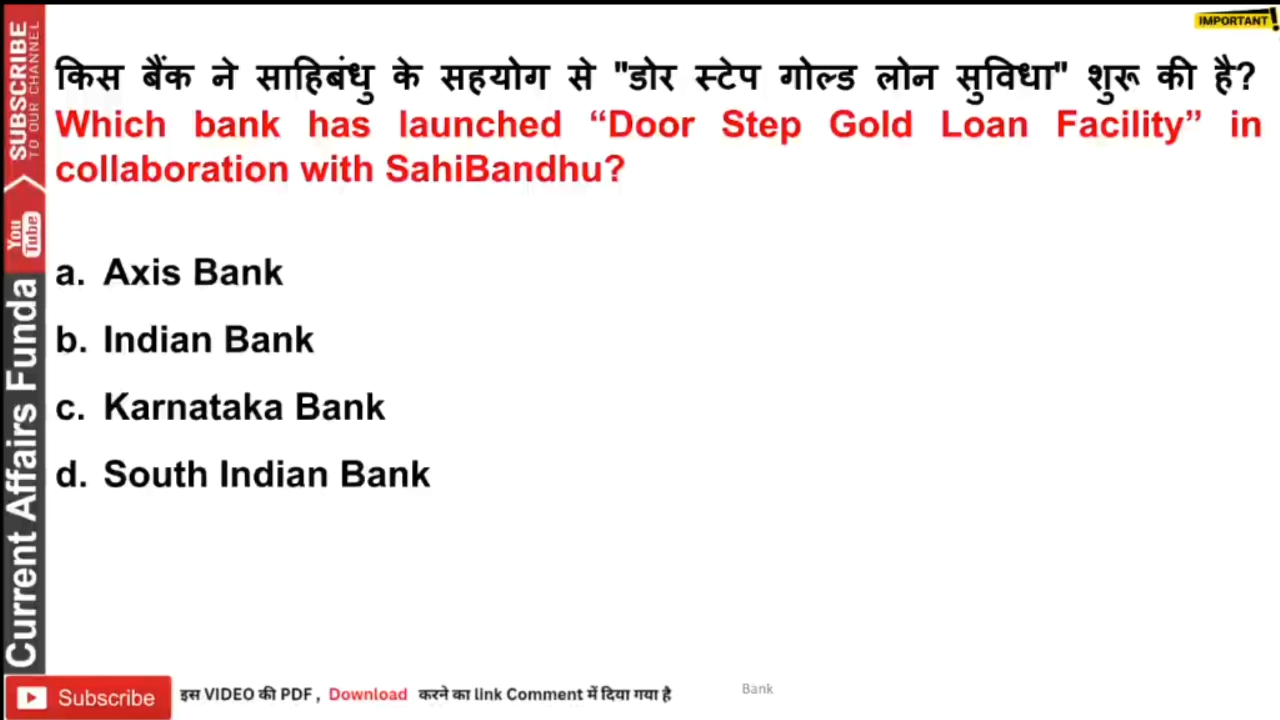 IMPORTANT!
किस बैंक ने साहिबंधु के सहयोग से "डोर स्टेप गोल्ड लोन सुविधा" शुरू की है?
Which bank has launched “Door Step Gold Loan Facility” in
collaboration with SahiBandhu?
a. Axis Bank
b. Indian Bank
c. Karnataka Bank
d. South Indian Bank
SUBSCRIBE
TO OUR CHANNEL
You
Tube
Current Affairs Funda
Subscribe
इस VIDEO की PDF , Download करने का link Comment में दिया गया है
Bank